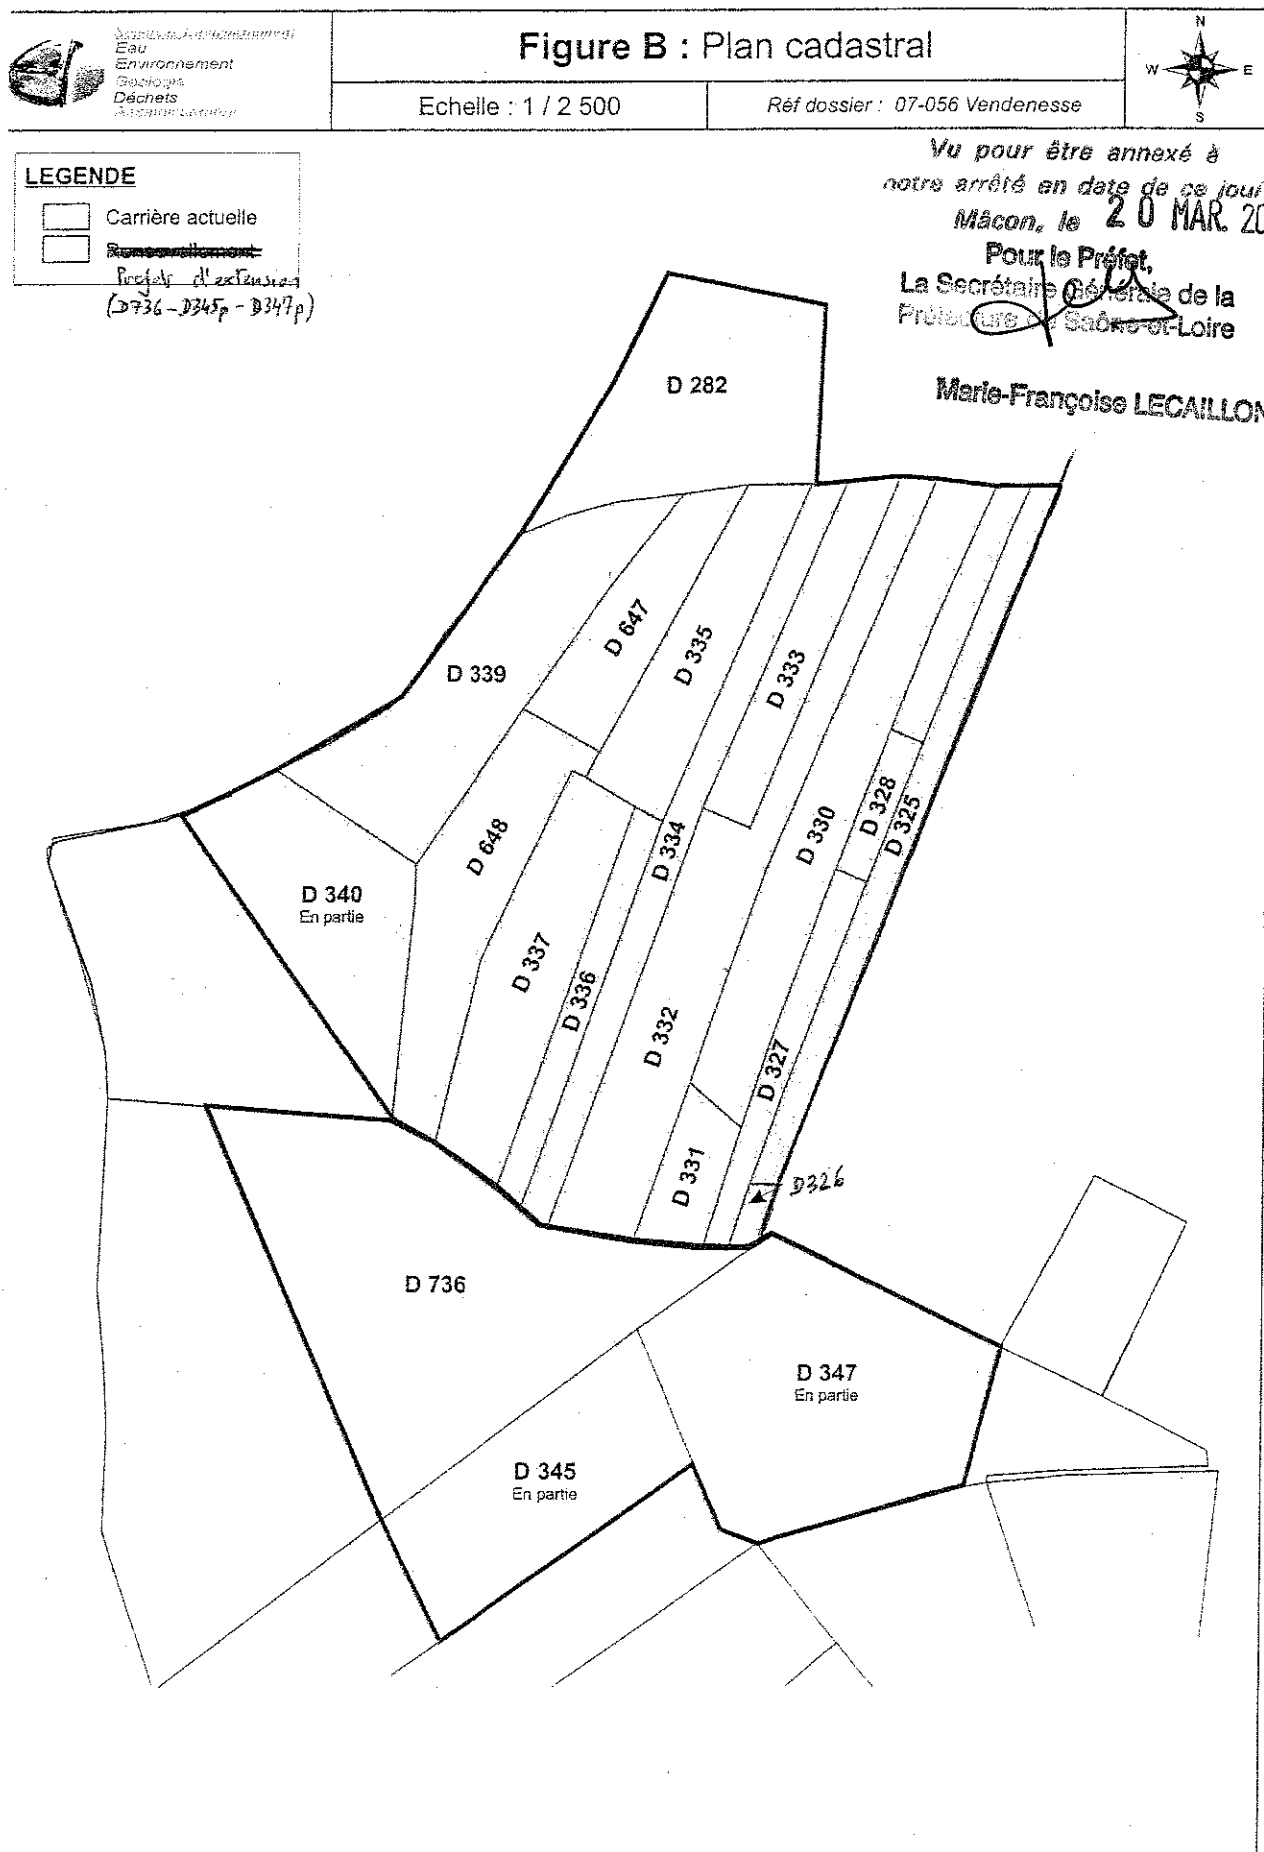 Eau
Environnement
Géologie
Déchets
Figure B : Plan cadastral
Echelle : 1 / 2 500
Réf dossier : 07-056 Vendenesse
N
W
E
S
Vu pour être annexé à
notre arrêté en date de ce jour
Mâcon, le 20 MAR. 20
Pour le Préfet,
La Secrétaire Générale de la
Préfecture de Saône-et-Loire
Marie-Françoise LECAILLON
LEGENDE
Carrière actuelle
Renouvellement
Projet d'extension
(D736 - D345p - D347p)
D 282
D 647
D 335
D 339
D 333
D 328
D 325
D 330
D 648
D 334
D 340
En partie
D 337
D 336
D 332
D 327
D 331
D326
D 736
D 347
En partie
D 345
En partie